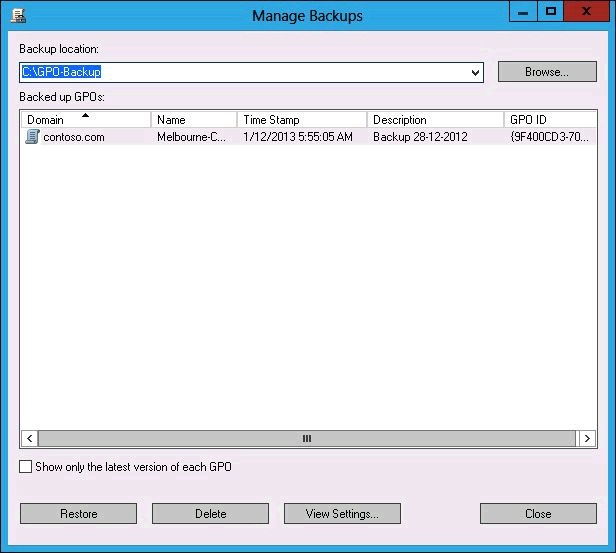 Manage Backups
Backup location:
C:\GPO-Backup
Browse...
Backed up GPOs:
Domain Name Time Stamp Description GPO ID
contoso.com Melbourne-C... 1/12/2013 5:55:05 AM Backup 28-12-2012 {9F400CD3-70...
Show only the latest version of each GPO
Restore Delete View Settings... Close